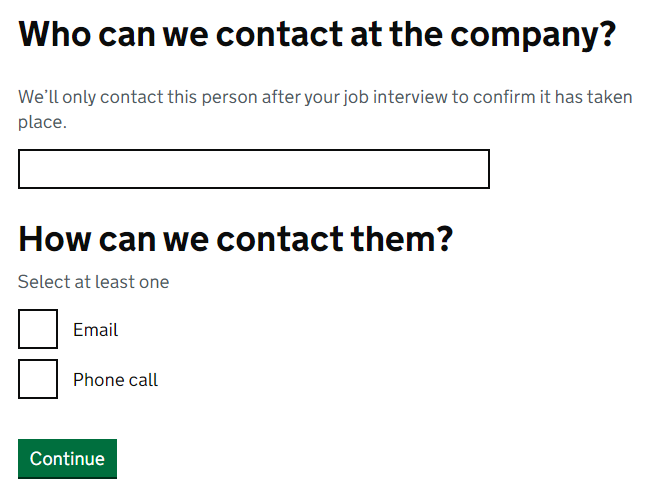 Who can we contact at the company?
We’ll only contact this person after your job interview to confirm it has taken
place.
How can we contact them?
Select at least one
Email
Phone call
Continue